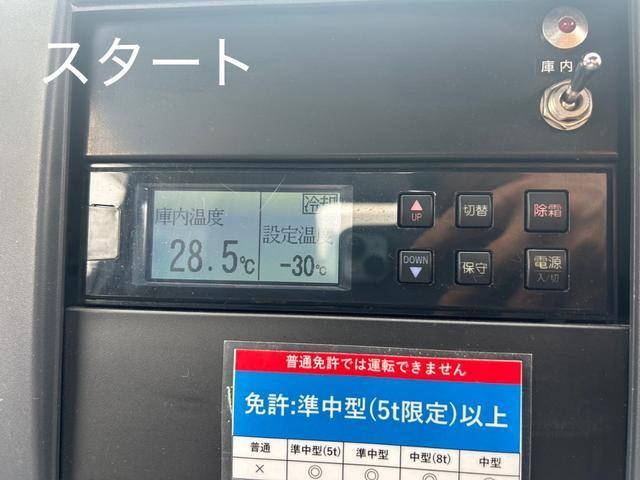 スタート
庫内
庫内温度
28.5℃
冷却
設定温度
-30℃
UP
切替
除霜
DOWN
保守
電源
入/切
普通免許では運転できません
免許:準中型(5t限定)以上
普通 準中型(5t) 準中型 中型(8t) 中型
× ◎ ◎ ◎